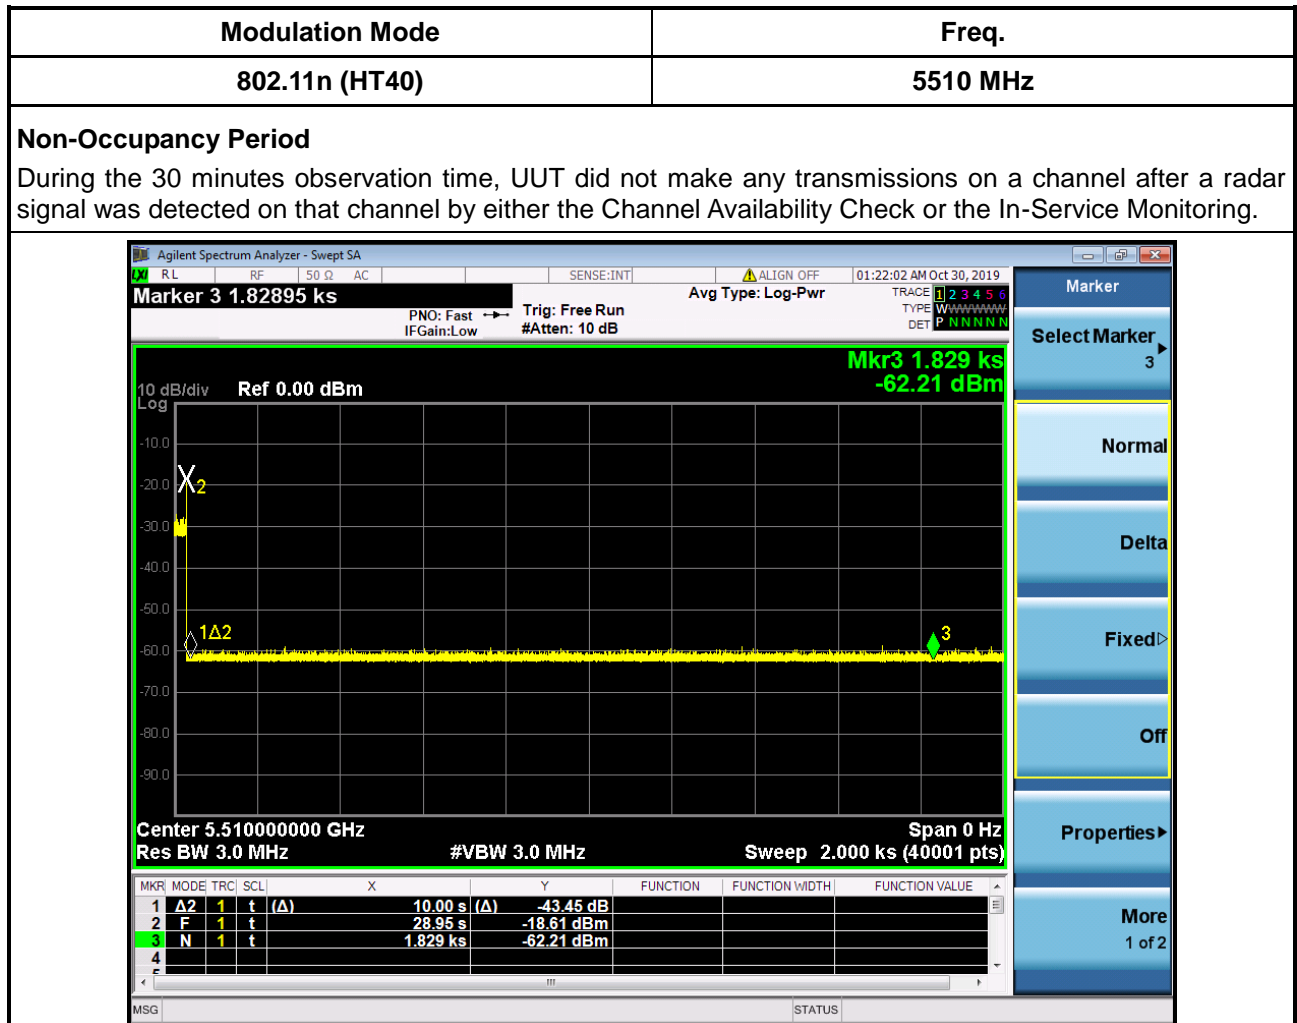 Modulation Mode Freq.
802.11n (HT40) 5510 MHz
Non-Occupancy Period
During the 30 minutes observation time, UUT did not make any transmissions on a channel after a radar
signal was detected on that channel by either the Channel Availability Check or the In-Service Monitoring.
Agilent Spectrum Analyzer - Swept SA
LXI RL RF 50 Ω AC SENSE:INT ALIGN OFF 01:22:02 AM Oct 30, 2019
Marker 3 1.82895 ks
PNO: Fast
IFGain:Low
Trig: Free Run
#Atten: 10 dB
Avg Type: Log-Pwr
TRACE 1 2 3 4 5 6
TYPE WWWWWW
DET P N N N N N
Mkr3 1.829 ks
-62.21 dBm
10 dB/div Ref 0.00 dBm
Log
-10.0
-20.0
-30.0
-40.0
-50.0
-60.0
-70.0
-80.0
-90.0
2
1Δ2
3
Center 5.510000000 GHz Span 0 Hz
Res BW 3.0 MHz #VBW 3.0 MHz Sweep 2.000 ks (40001 pts)
MKR MODE TRC SCL X Y FUNCTION FUNCTION WIDTH FUNCTION VALUE
1 Δ2 1 t (Δ) 10.00 s (Δ) -43.45 dB
2 F 1 t 28.95 s -18.61 dBm
3 N 1 t 1.829 ks -62.21 dBm
4
MSG STATUS
Marker
Select Marker
3
Normal
Delta
Fixed
Off
Properties
More
1 of 2